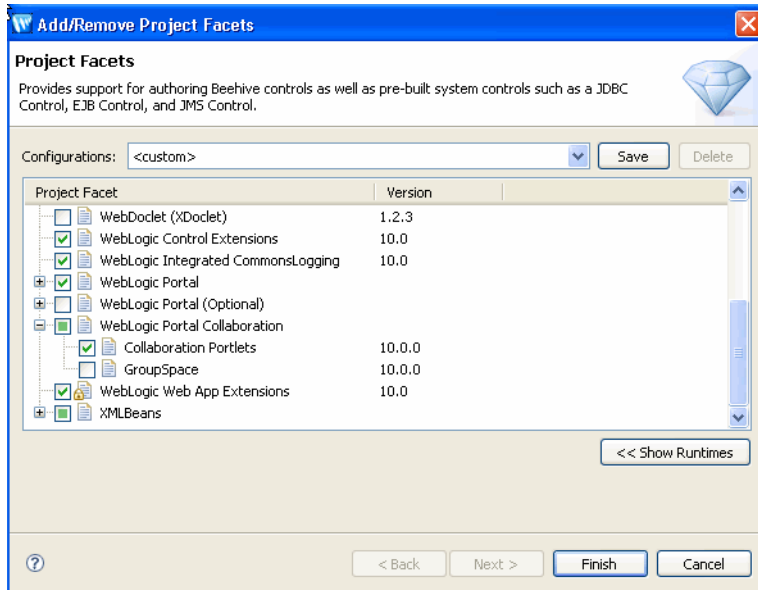 Add/Remove Project Facets
Project Facets
Provides support for authoring Beehive controls as well as pre-built system controls such as a JDBC
Control, EJB Control, and JMS Control.
Configurations: <custom> Save Delete
Project Facet Version
WebDoclet (XDoclet) 1.2.3
WebLogic Control Extensions 10.0
WebLogic Integrated CommonsLogging 10.0
WebLogic Portal
WebLogic Portal (Optional)
WebLogic Portal Collaboration
Collaboration Portlets 10.0.0
GroupSpace 10.0.0
WebLogic Web App Extensions 10.0
XMLBeans
<< Show Runtimes
? < Back Next > Finish Cancel